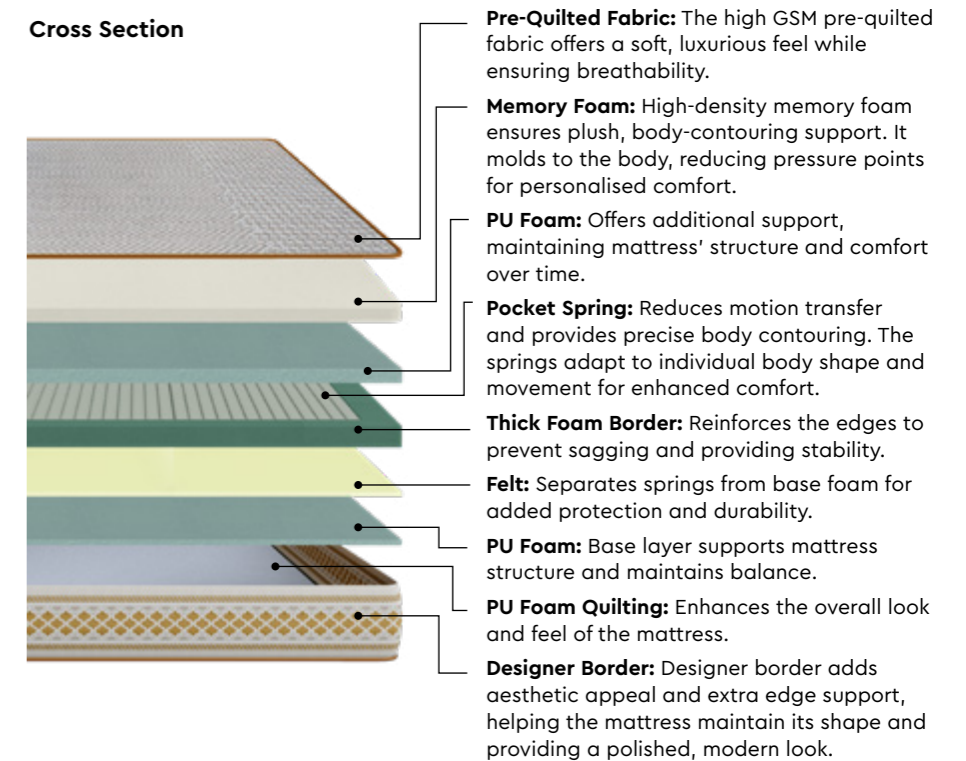 Cross Section
Pre-Quilted Fabric: The high GSM pre-quilted
fabric offers a soft, luxurious feel while
ensuring breathability.
Memory Foam: High-density memory foam
ensures plush, body-contouring support. It
molds to the body, reducing pressure points
for personalised comfort.
PU Foam: Offers additional support,
maintaining mattress' structure and comfort
over time.
Pocket Spring: Reduces motion transfer
and provides precise body contouring. The
springs adapt to individual body shape and
movement for enhanced comfort.
Thick Foam Border: Reinforces the edges to
prevent sagging and providing stability.
Felt: Separates springs from base foam for
added protection and durability.
PU Foam: Base layer supports mattress
structure and maintains balance.
PU Foam Quilting: Enhances the overall look
and feel of the mattress.
Designer Border: Designer border adds
aesthetic appeal and extra edge support,
helping the mattress maintain its shape and
providing a polished, modern look.